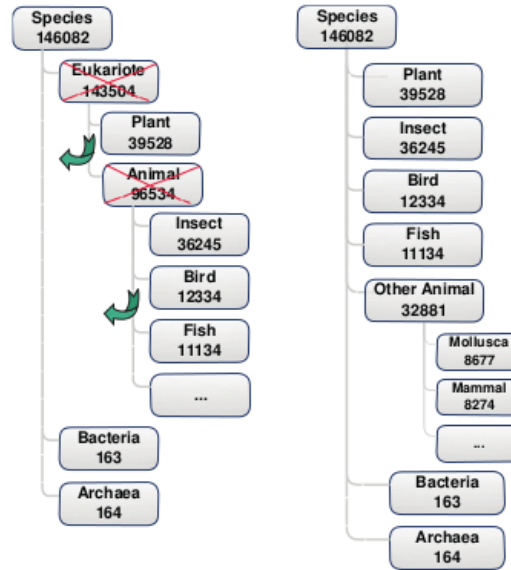 Species
146082
Eukariote
143504
Plant
39528
Animal
96534
Insect
36245
Bird
12334
Fish
11134
...
Bacteria
163
Archaea
164
Species
146082
Plant
39528
Insect
36245
Bird
12334
Fish
11134
Other Animal
32881
Mollusca
8677
Mammal
8274
...
Bacteria
163
Archaea
164